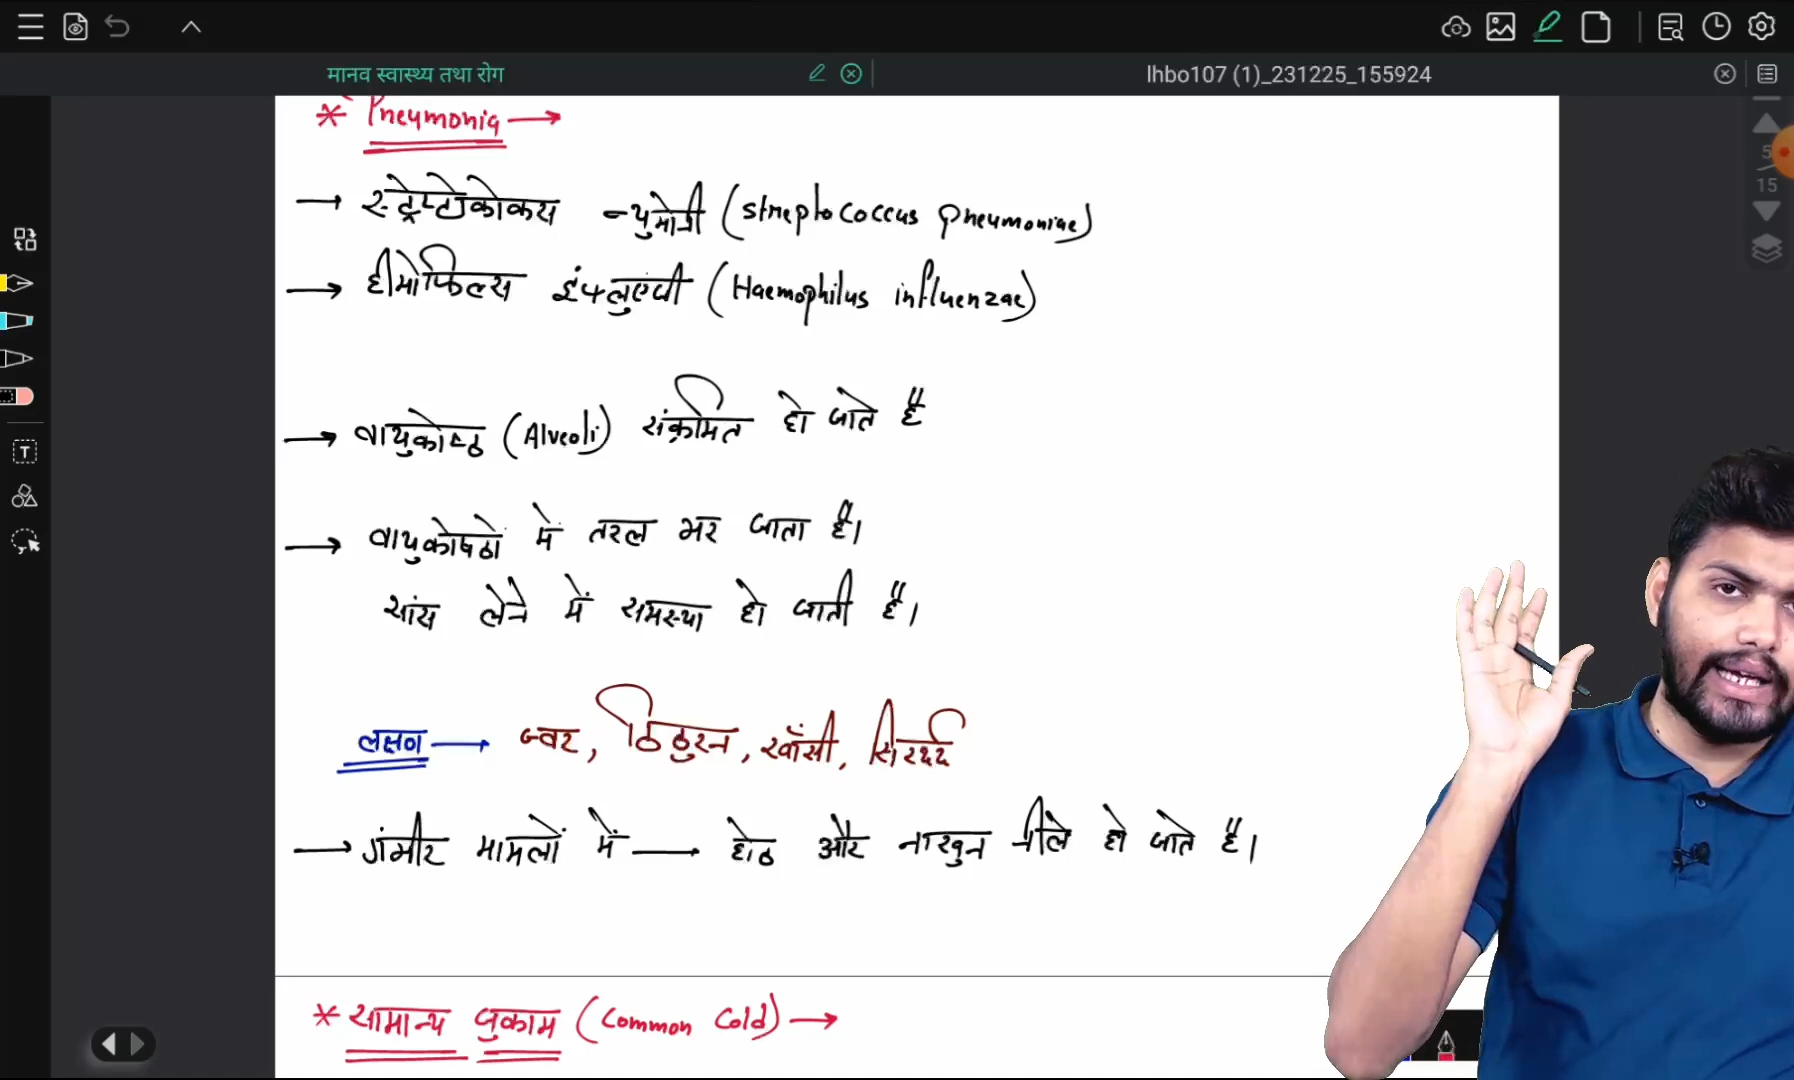 मानव स्वास्थ्य तथा रोग
lhbo107 (1)_231225_155924
* Pneumonia →
→ स्ट्रेप्टोकोकस न्युमोनी (Streptococcus pneumoniae)
5
15
→ हीमोफिलस इंफ्लुएंजी (Haemophilus influenzae)
→ वायुकोष्ठ (Alveoli) संक्रमित हो जाते हैं
→ वायुकोष्ठों में तरल भर जाता है।
सांस लेने में समस्या हो जाती है।
लक्षण → ज्वर, ठिठुरन, खाँसी, सिरदर्द
→ गंभीर मामलों में → होठ और नाखुन नीले हो जाते हैं।
* सामान्य जुकाम (Common Cold) →